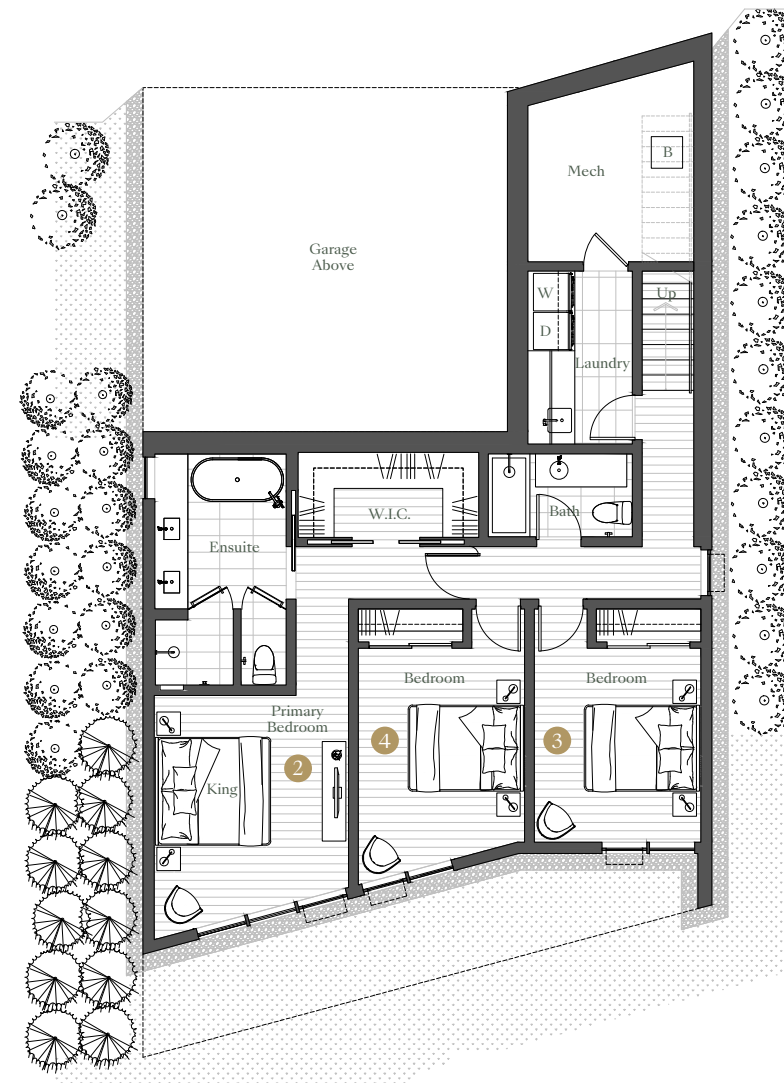 B
Mech
Garage
Above
W
Up
D
Laundry
W.I.C.
Bath
Ensuite
Bedroom
Bedroom
Primary
Bedroom
4
3
2
King